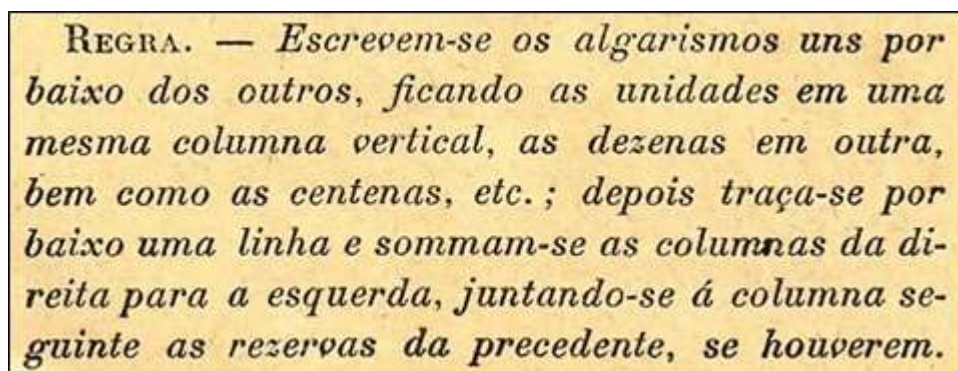 REGRA. — Escrevem-se os algarismos uns por
baixo dos outros, ficando as unidades em uma
mesma columna vertical, as dezenas em outra,
bem como as centenas, etc.; depois traça-se por
baixo uma linha e sommam-se as columnas da di-
reita para a esquerda, juntando-se á columna se-
guinte as rezervas da precedente, se houverem.